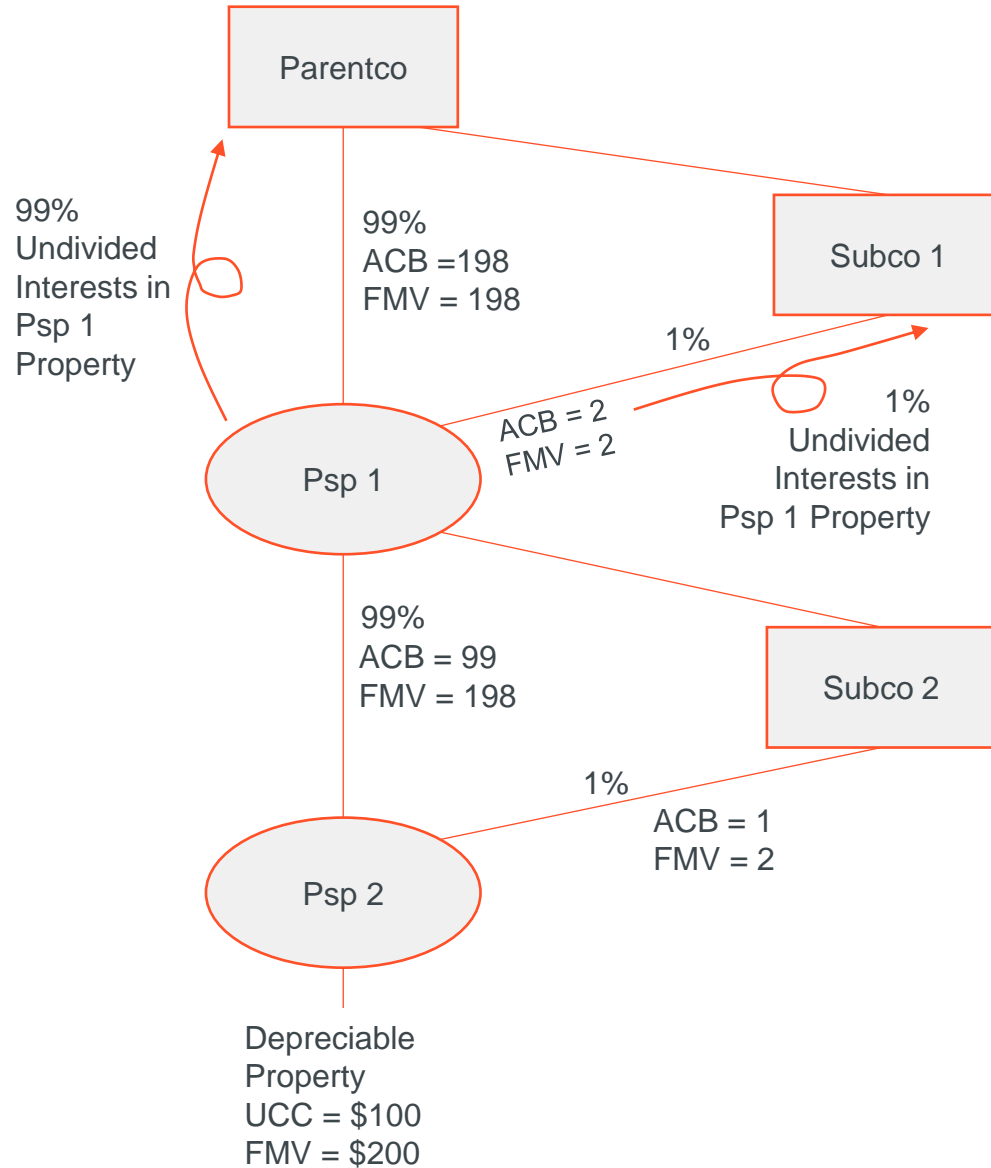 Parentco
99%
Undivided
Interests in
Psp 1
Property
99%
ACB =198
FMV = 198
Subco 1
1%
ACB = 2
FMV = 2
1%
Undivided
Interests in
Psp 1 Property
Psp 1
99%
ACB = 99
FMV = 198
Subco 2
1%
ACB = 1
FMV = 2
Psp 2
Depreciable
Property
UCC = $100
FMV = $200